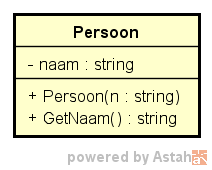 Persoon
- naam : string
+ Persoon(n : string)
+ GetNaam() : string
powered by Astah